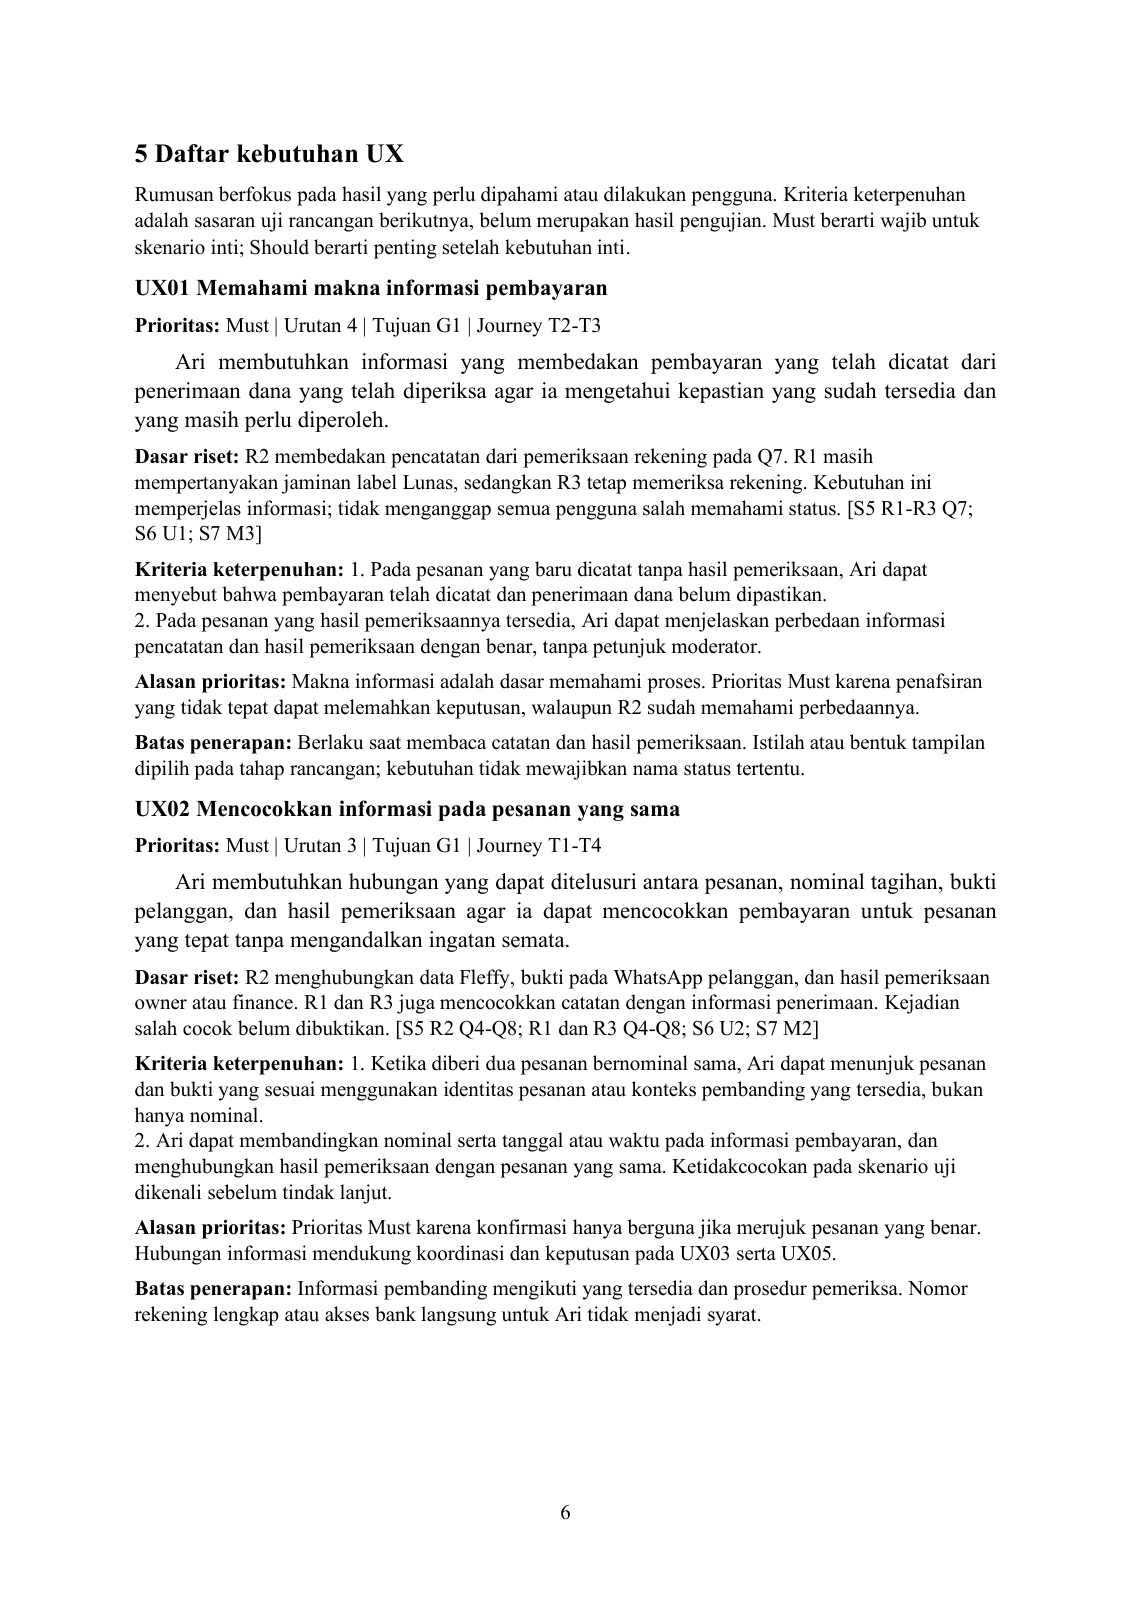 5 Daftar kebutuhan UX
Rumusan berfokus pada hasil yang perlu dipahami atau dilakukan pengguna. Kriteria keterpenuhan
adalah sasaran uji rancangan berikutnya, belum merupakan hasil pengujian. Must berarti wajib untuk
skenario inti; Should berarti penting setelah kebutuhan inti.
UX01 Memahami makna informasi pembayaran
Prioritas: Must | Urutan 4 | Tujuan G1 | Journey T2-T3
Ari membutuhkan informasi yang membedakan pembayaran yang telah dicatat dari
penerimaan dana yang telah diperiksa agar ia mengetahui kepastian yang sudah tersedia dan
yang masih perlu diperoleh.
Dasar riset: R2 membedakan pencatatan dari pemeriksaan rekening pada Q7. R1 masih
mempertanyakan jaminan label Lunas, sedangkan R3 tetap memeriksa rekening. Kebutuhan ini
memperjelas informasi; tidak menganggap semua pengguna salah memahami status. [S5 R1-R3 Q7;
S6 U1; S7 M3]
Kriteria keterpenuhan: 1. Pada pesanan yang baru dicatat tanpa hasil pemeriksaan, Ari dapat
menyebut bahwa pembayaran telah dicatat dan penerimaan dana belum dipastikan.
2. Pada pesanan yang hasil pemeriksaannya tersedia, Ari dapat menjelaskan perbedaan informasi
pencatatan dan hasil pemeriksaan dengan benar, tanpa petunjuk moderator.
Alasan prioritas: Makna informasi adalah dasar memahami proses. Prioritas Must karena penafsiran
yang tidak tepat dapat melemahkan keputusan, walaupun R2 sudah memahami perbedaannya.
Batas penerapan: Berlaku saat membaca catatan dan hasil pemeriksaan. Istilah atau bentuk tampilan
dipilih pada tahap rancangan; kebutuhan tidak mewajibkan nama status tertentu.
UX02 Mencocokkan informasi pada pesanan yang sama
Prioritas: Must | Urutan 3 | Tujuan G1 | Journey T1-T4
Ari membutuhkan hubungan yang dapat ditelusuri antara pesanan, nominal tagihan, bukti
pelanggan, dan hasil pemeriksaan agar ia dapat mencocokkan pembayaran untuk pesanan
yang tepat tanpa mengandalkan ingatan semata.
Dasar riset: R2 menghubungkan data Fleffy, bukti pada WhatsApp pelanggan, dan hasil pemeriksaan
owner atau finance. R1 dan R3 juga mencocokkan catatan dengan informasi penerimaan. Kejadian
salah cocok belum dibuktikan. [S5 R2 Q4-Q8; R1 dan R3 Q4-Q8; S6 U2; S7 M2]
Kriteria keterpenuhan: 1. Ketika diberi dua pesanan bernominal sama, Ari dapat menunjuk pesanan
dan bukti yang sesuai menggunakan identitas pesanan atau konteks pembanding yang tersedia, bukan
hanya nominal.
2. Ari dapat membandingkan nominal serta tanggal atau waktu pada informasi pembayaran, dan
menghubungkan hasil pemeriksaan dengan pesanan yang sama. Ketidakcocokan pada skenario uji
dikenali sebelum tindak lanjut.
Alasan prioritas: Prioritas Must karena konfirmasi hanya berguna jika merujuk pesanan yang benar.
Hubungan informasi mendukung koordinasi dan keputusan pada UX03 serta UX05.
Batas penerapan: Informasi pembanding mengikuti yang tersedia dan prosedur pemeriksa. Nomor
rekening lengkap atau akses bank langsung untuk Ari tidak menjadi syarat.
6